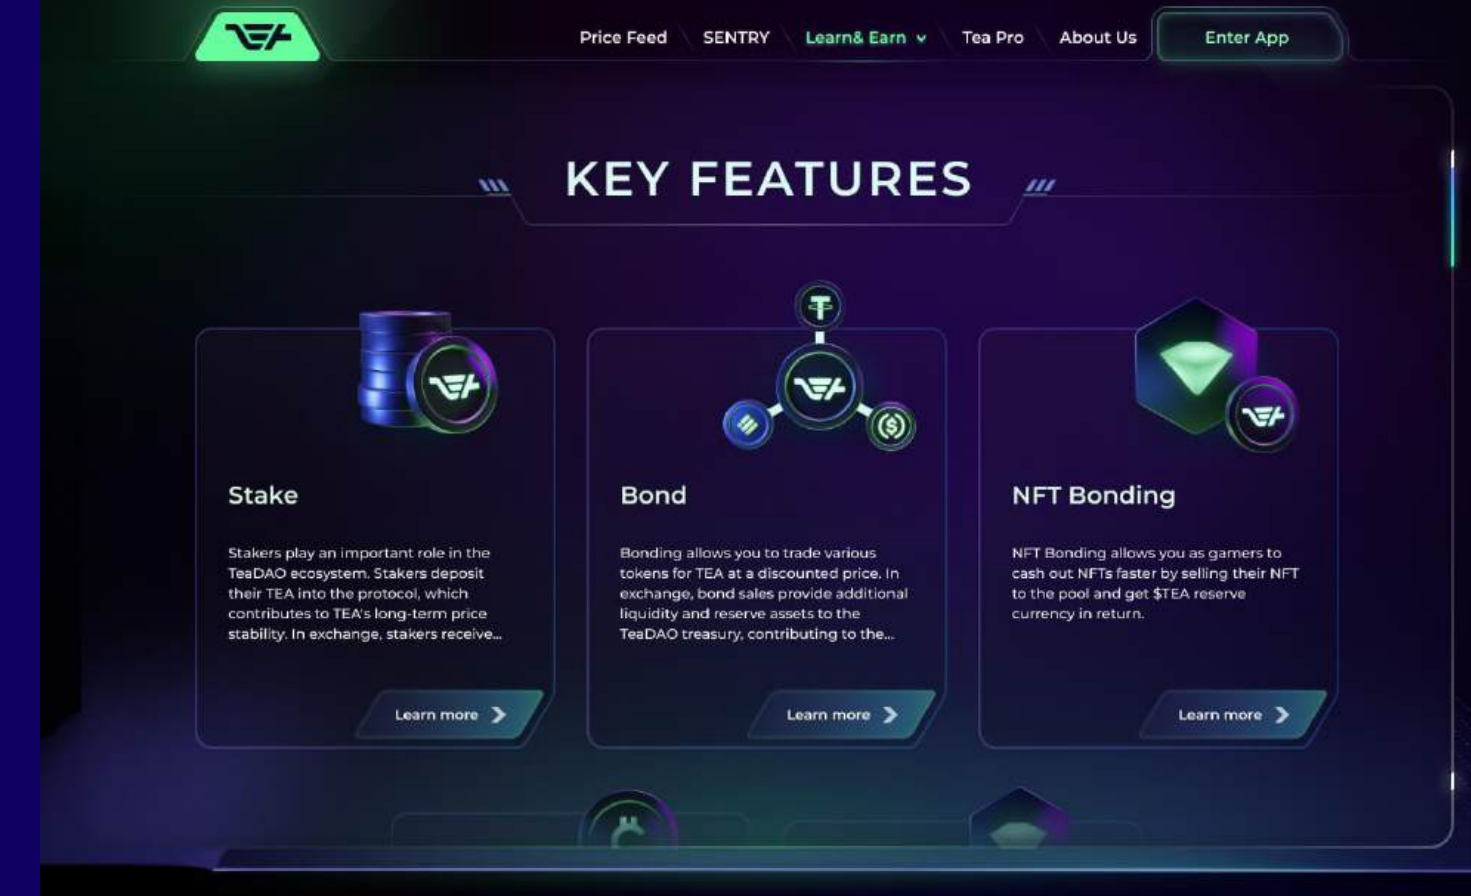 TEA
Price Feed
SENTRY
Learn& Earn
Tea Pro
About Us
Enter App
KEY FEATURES
Stake
Stakers play an important role in the
TeaDAO ecosystem. Stakers deposit
their TEA into the protocol, which
contributes to TEA's long-term price
stability. In exchange, stakers receive...
Learn more
Bond
Bonding allows you to trade various
tokens for TEA at a discounted price. In
exchange, bond sales provide additional
liquidity and reserve assets to the
TeaDAO treasury, contributing to the...
Learn more
NFT Bonding
NFT Bonding allows you as gamers to
cash out NFTs faster by selling their NFT
to the pool and get $TEA reserve
currency in return.
Learn more